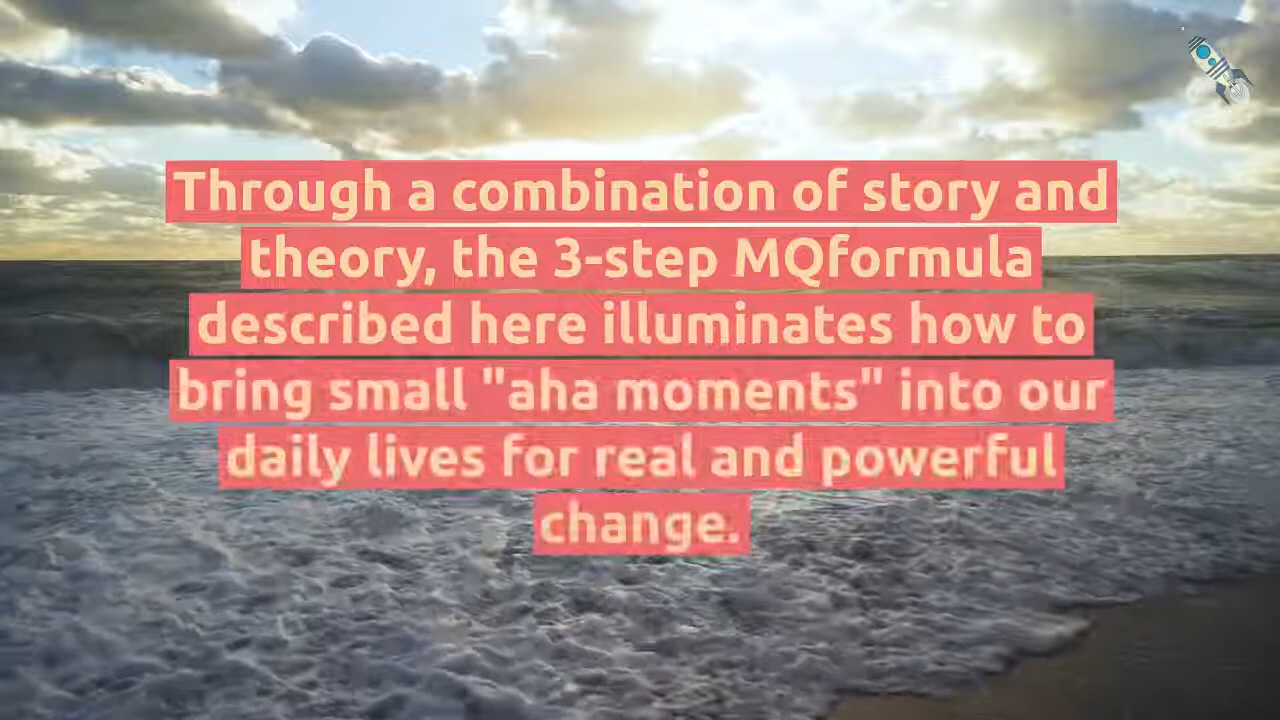 Through a combination of story and
theory, the 3-step MQformula
described here illuminates how to
bring small "aha moments" into our
daily lives for real and powerful
change.